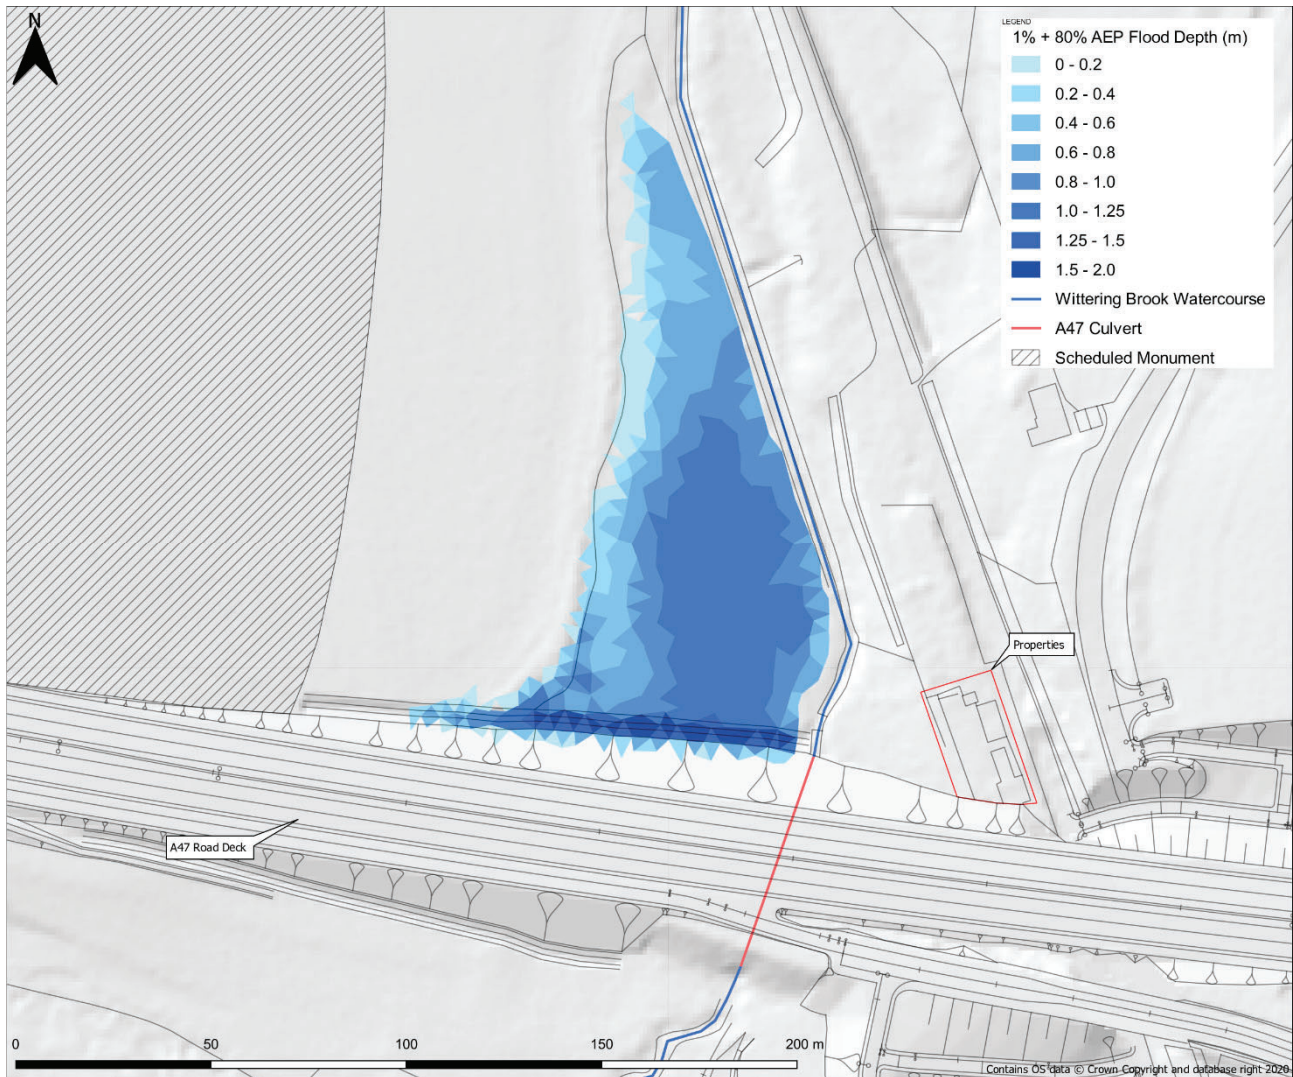 N
LEGEND
1% + 80% AEP Flood Depth (m)
0 - 0.2
0.2 - 0.4
0.4 - 0.6
0.6 - 0.8
0.8 - 1.0
1.0 - 1.25
1.25 - 1.5
1.5 - 2.0
Wittering Brook Watercourse
A47 Culvert
Scheduled Monument
Properties
A47 Road Deck
0 50 100 150 200 m
Contains OS data © Crown Copyright and database right 2020